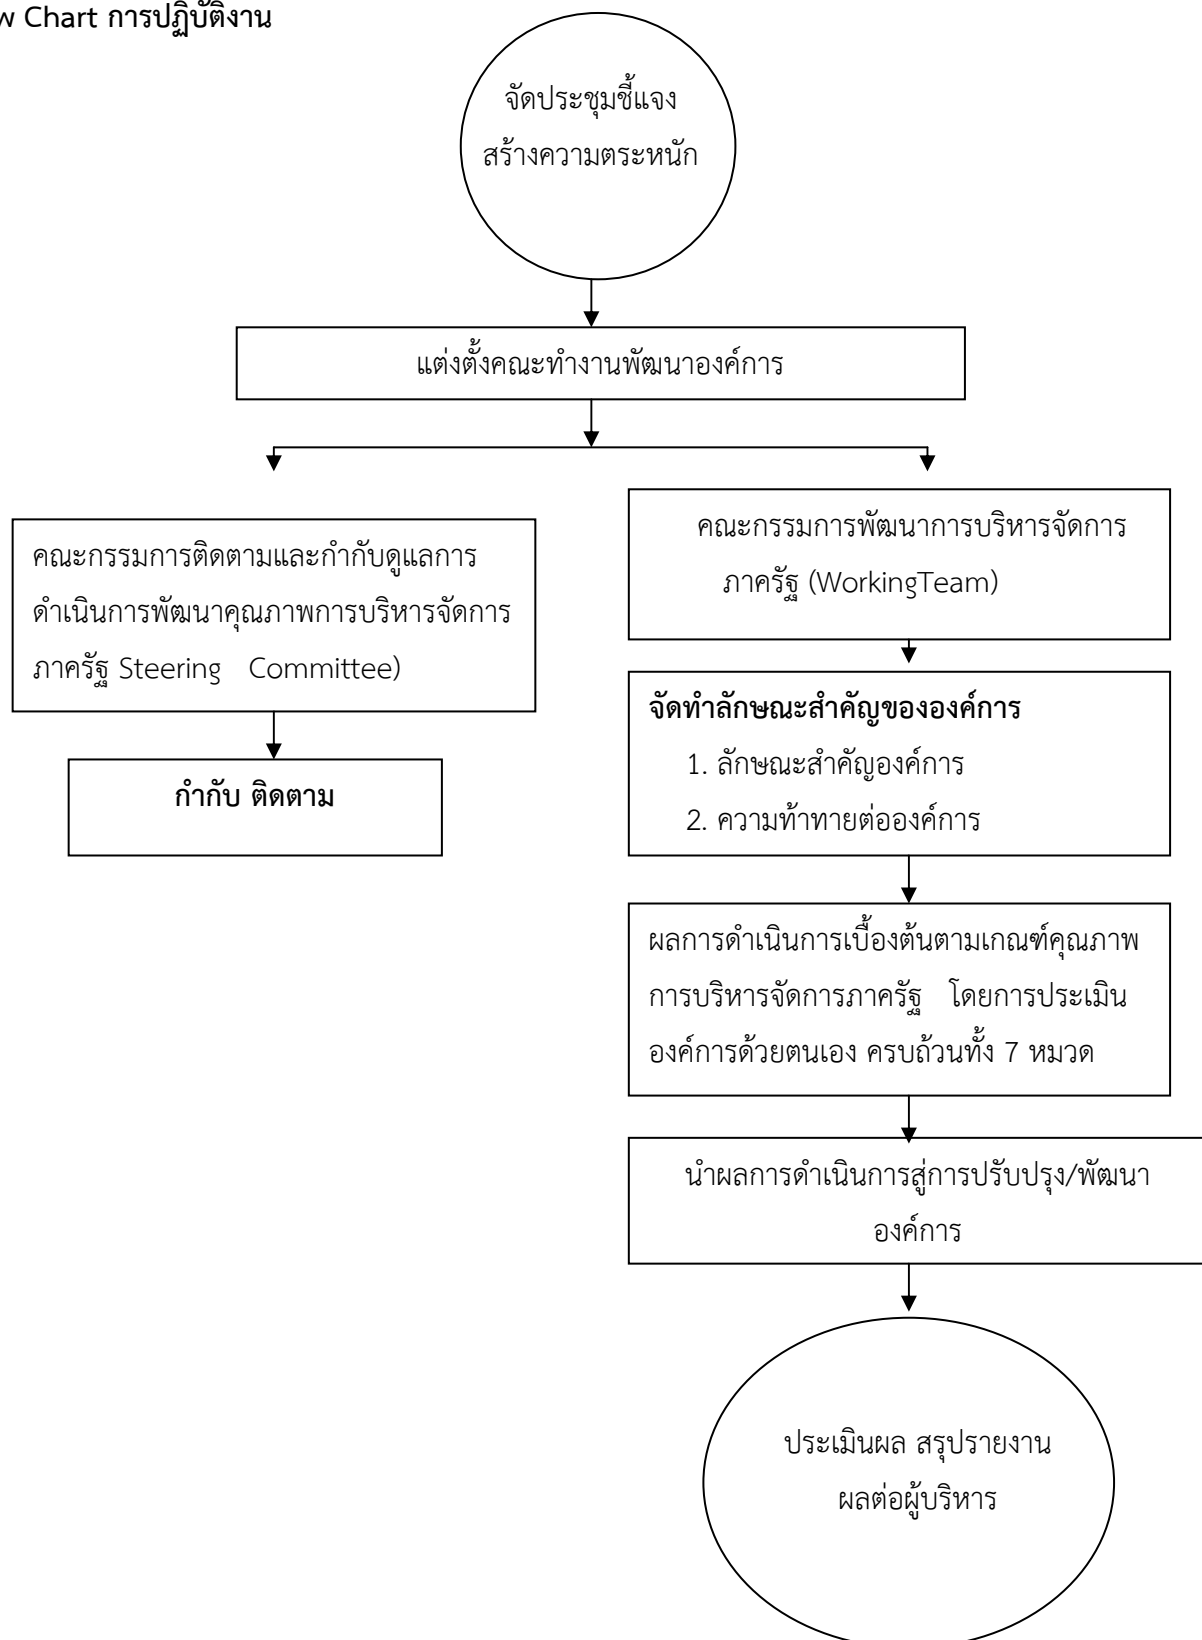 w Chart การปฏิบัติงาน
จัดประชุมชี้แจง
สร้างความตระหนัก
แต่งตั้งคณะทำงานพัฒนาองค์การ
คณะกรรมการติดตามและกำกับดูแลการ
ดำเนินการพัฒนาคุณภาพการบริหารจัดการ
ภาครัฐ Steering Committee)
กำกับ ติดตาม
คณะกรรมการพัฒนาการบริหารจัดการ
ภาครัฐ (WorkingTeam)
จัดทำลักษณะสำคัญขององค์การ
1. ลักษณะสำคัญองค์การ
2. ความท้าทายต่อองค์การ
ผลการดำเนินการเบื้องต้นตามเกณฑ์คุณภาพ
การบริหารจัดการภาครัฐ โดยการประเมิน
องค์การด้วยตนเอง ครบถ้วนทั้ง 7 หมวด
นำผลการดำเนินการสู่การปรับปรุง/พัฒนา
องค์การ
ประเมินผล สรุปรายงาน
ผลต่อผู้บริหาร